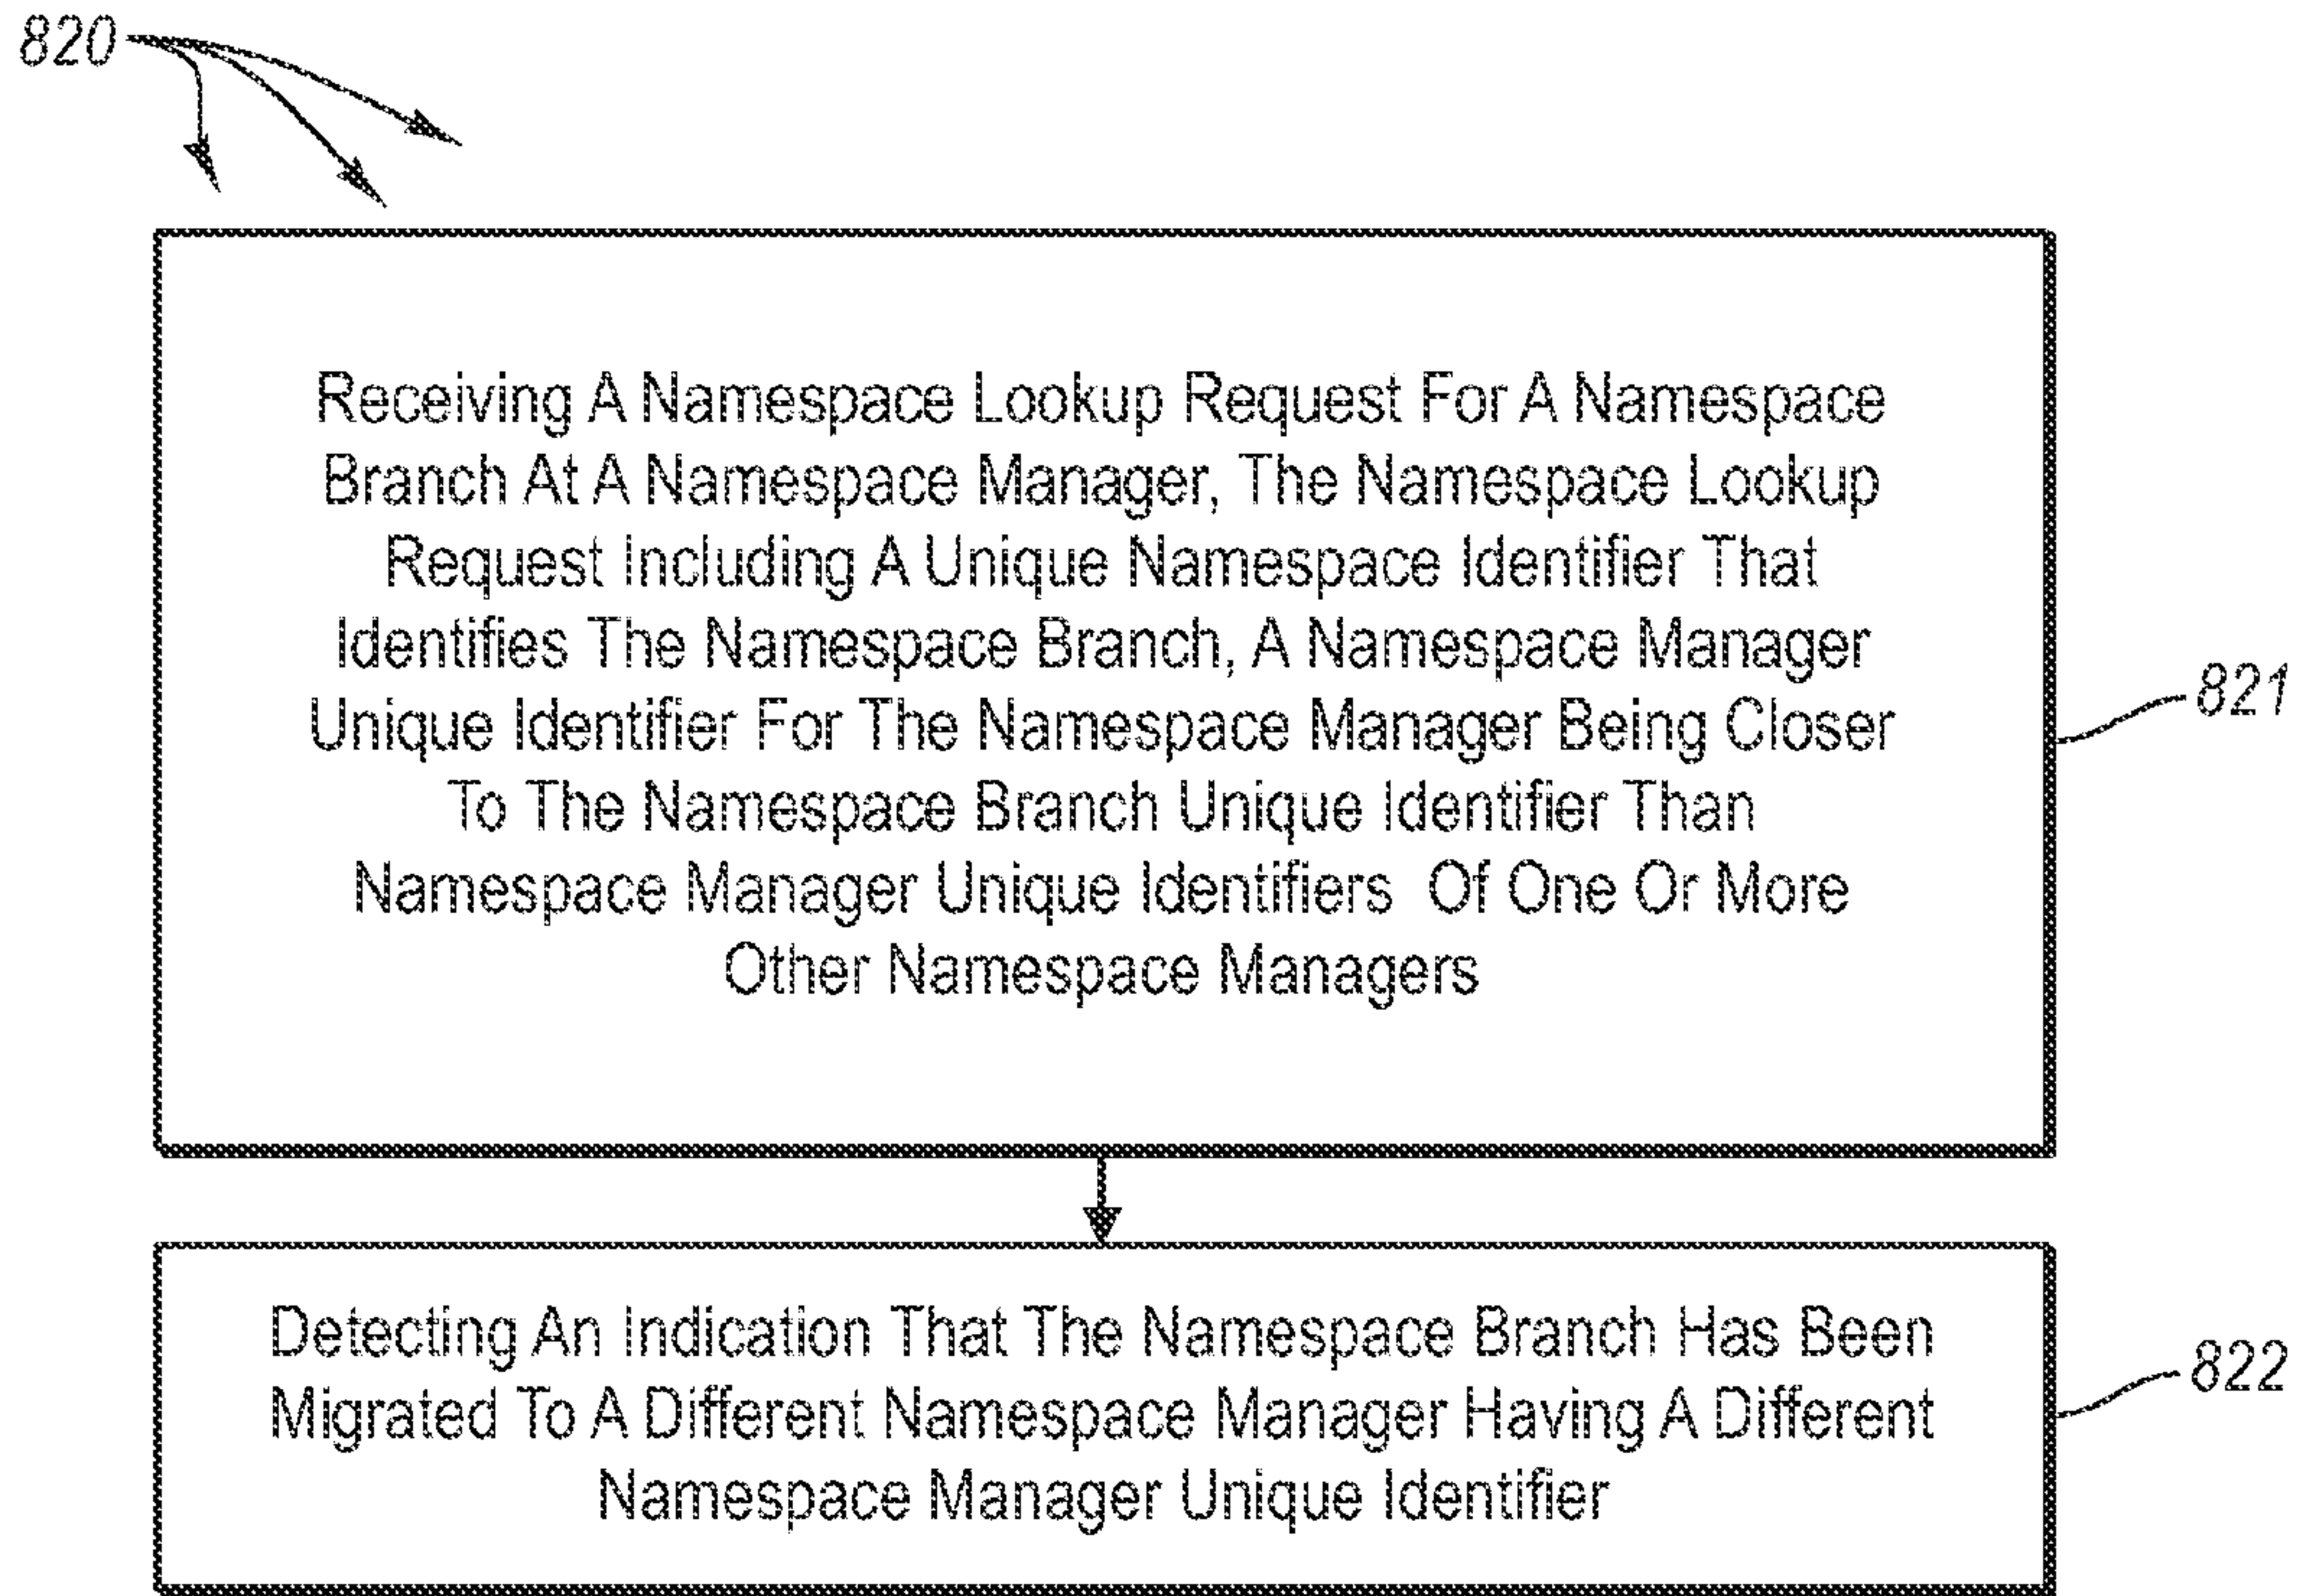 820
Receiving A Namespace Lookup Request For A Namespace
Branch At A Namespace Manager, The Namespace Lookup
Request Including A Unique Namespace Identifier That
Identifies The Namespace Branch, A Namespace Manager
Unique Identifier For The Namespace Manager Being Closer
To The Namespace Branch Unique Identifier Than
Namespace Manager Unique Identifiers Of One Or More
Other Namespace Managers
821
Detecting An Indication That The Namespace Branch Has Been
Migrated To A Different Namespace Manager Having A Different
Namespace Manager Unique Identifier
822